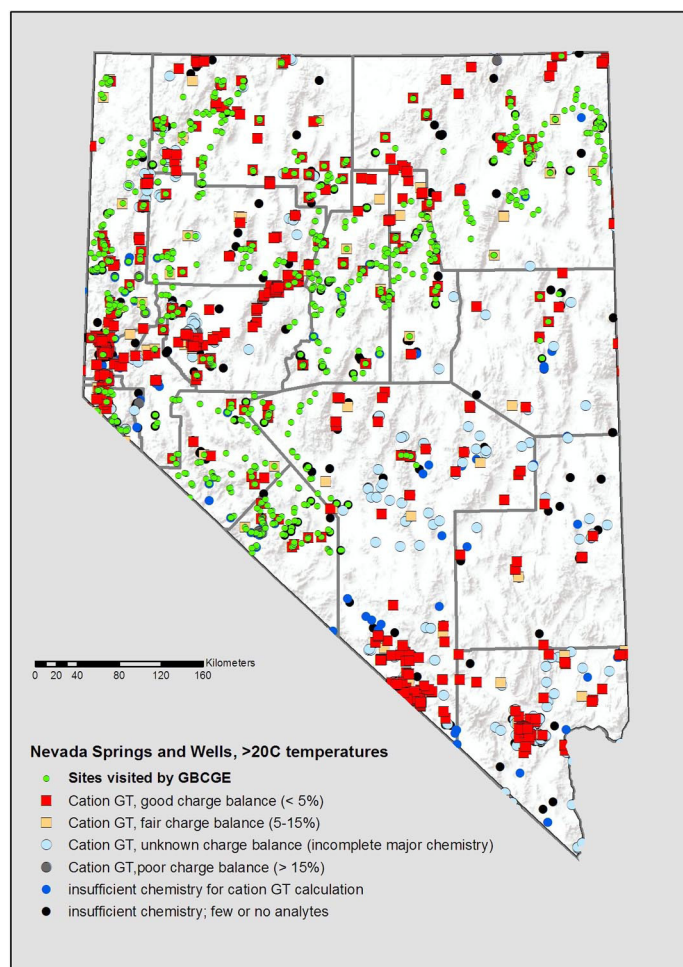 0 20 40 80 120 160
Kilometers
Nevada Springs and Wells, >20C temperatures
Sites visited by GBCGE
Cation GT, good charge balance (< 5%)
Cation GT, fair charge balance (5-15%)
Cation GT, unknown charge balance (incomplete major chemistry)
Cation GT,poor charge balance (> 15%)
insufficient chemistry for cation GT calculation
insufficient chemistry; few or no analytes